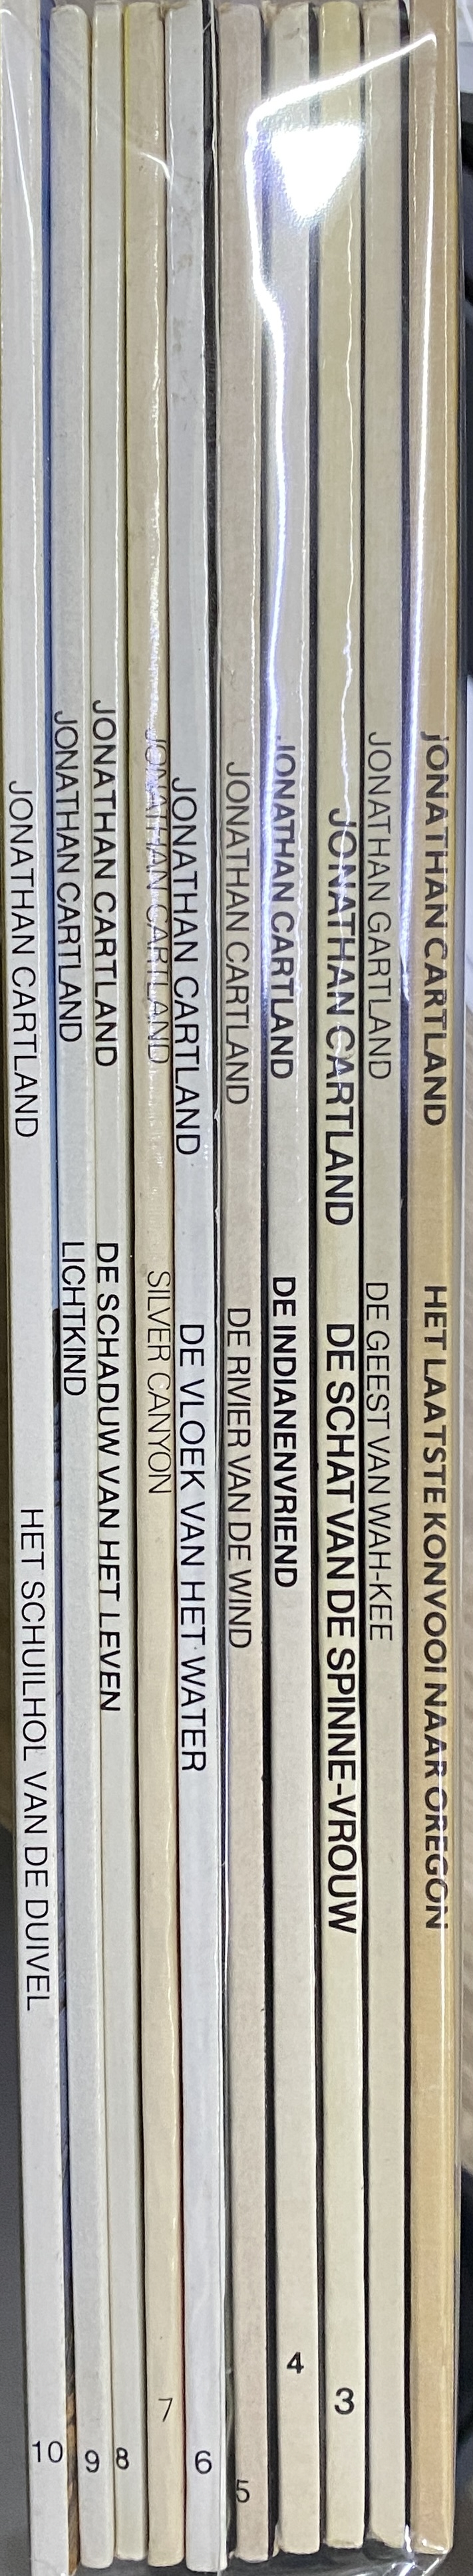 JONATHAN CARTLAND HET SCHUILHOL VAN DE DUIVEL 10
JONATHAN CARTLAND LICHTKIND 9
JONATHAN CARTLAND DE SCHADUW VAN HET LEVEN 8
JONATHAN CARTLAND SILVER CANYON 7
JONATHAN CARTLAND DE VLOEK VAN HET WATER 6
JONATHAN CARTLAND DE RIVIER VAN DE WIND 5
JONATHAN CARTLAND DE INDIANENVRIEND 4
JONATHAN CARTLAND DE SCHAT VAN DE SPINNE-VROUW 3
JONATHAN GARTLAND DE GEEST VAN WAH-KEE
JONATHAN CARTLAND HET LAATSTE KONVOOI NAAR OREGON